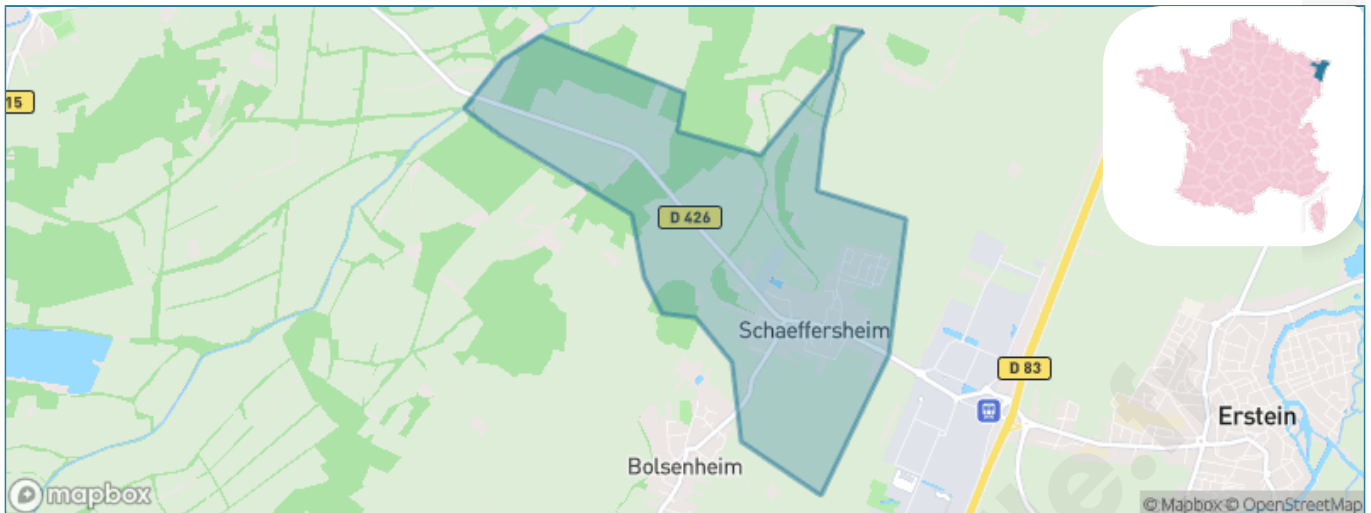 15
D 426
Schaeffersheim
D 83
Erstein
Bolsenheim
mapbox
© Mapbox © OpenStreetMap